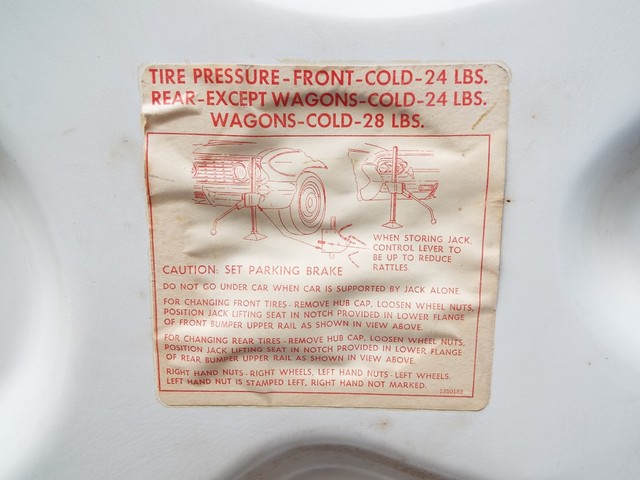 TIRE PRESSURE-FRONT-COLD-24 LBS.
REAR-EXCEPT WAGONS-COLD-24 LBS.
WAGONS-COLD-28 LBS.
WHEN STORING JACK,
CONTROL LEVER TO
BE UP TO REDUCE
RATTLES
CAUTION: SET PARKING BRAKE
DO NOT GO UNDER CAR WHEN CAR IS SUPPORTED BY JACK ALONE.
FOR CHANGING FRONT TIRES - REMOVE HUB CAP, LOOSEN WHEEL NUTS,
POSITION JACK LIFTING SEAT IN NOTCH PROVIDED IN LOWER FLANGE
OF FRONT BUMPER UPPER RAIL AS SHOWN IN VIEW ABOVE.
FOR CHANGING REAR TIRES - REMOVE HUB CAP, LOOSEN WHEEL NUTS,
POSITION JACK LIFTING SEAT IN NOTCH PROVIDED IN LOWER FLANGE
OF REAR BUMPER UPPER RAIL AS SHOWN IN VIEW ABOVE.
RIGHT HAND NUTS - RIGHT WHEELS, LEFT HAND NUTS - LEFT WHEELS.
LEFT HAND NUT IS STAMPED LEFT, RIGHT HAND NOT MARKED.